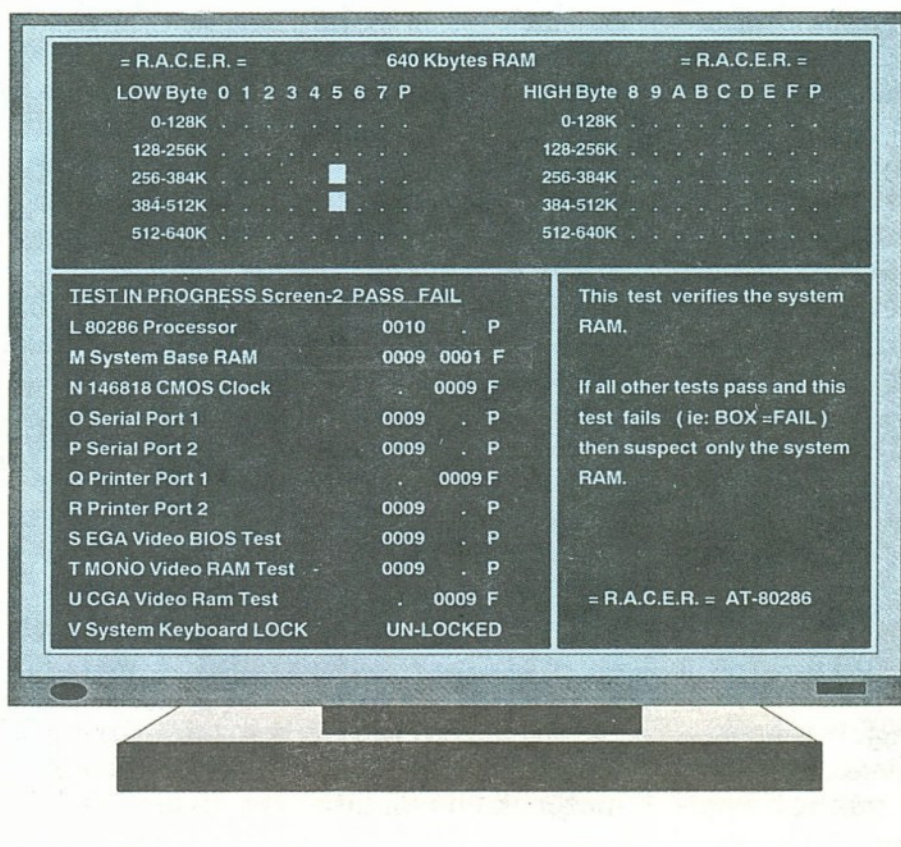 = R.A.C.E.R. = 640 Kbytes RAM = R.A.C.E.R. =
LOW Byte 0 1 2 3 4 5 6 7 P HIGH Byte 8 9 A B C D E F P
0-128K . . . . . . . . . 0-128K . . . . . . . . .
128-256K . . . . . . . . . 128-256K . . . . . . . . .
256-384K . . . . . . . . 256-384K . . . . . . . . .
384-512K . . . . . . . . 384-512K . . . . . . . . .
512-640K . . . . . . . . . 512-640K . . . . . . . . .
TEST IN PROGRESS Screen-2 PASS FAIL
L 80286 Processor 0010 . P
M System Base RAM 0009 0001 F
N 146818 CMOS Clock . 0009 F
O Serial Port 1 0009 . P
P Serial Port 2 0009 . P
Q Printer Port 1 . 0009 F
R Printer Port 2 0009 . P
S EGA Video BIOS Test 0009 . P
T MONO Video RAM Test - 0009 . P
U CGA Video Ram Test . 0009 F
V System Keyboard LOCK UN-LOCKED
This test verifies the system
RAM.
If all other tests pass and this
test fails ( ie: BOX =FAIL )
then suspect only the system
RAM.
= R.A.C.E.R. = AT-80286